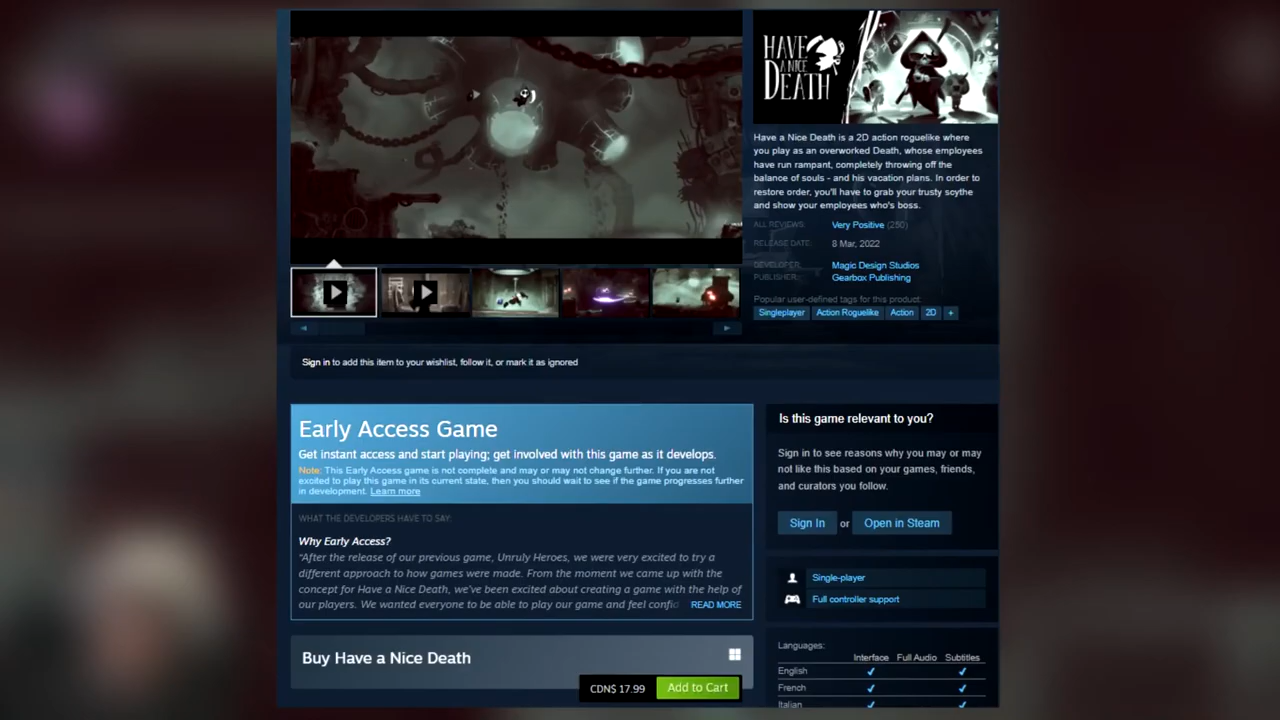 HAVE
A NICE
DEATH
Have a Nice Death is a 2D action roguelike where
you play as an overworked Death, whose employees
have run rampant, completely throwing off the
balance of souls - and his vacation plans. In order to
restore order, you'll have to grab your trusty scythe
and show your employees who's boss.
ALL REVIEWS: Very Positive (250)
RELEASE DATE: 8 Mar, 2022
DEVELOPER: Magic Design Studios
PUBLISHER: Gearbox Publishing
Popular user-defined tags for this product:
Singleplayer Action Roguelike Action 2D +
Sign in to add this item to your wishlist, follow it, or mark it as ignored
Early Access Game
Get instant access and start playing; get involved with this game as it develops.
Note: This Early Access game is not complete and may or may not change further. If you are not
excited to play this game in its current state, then you should wait to see if the game progresses further
in development. Learn more
WHAT THE DEVELOPERS HAVE TO SAY:
Why Early Access?
“After the release of our previous game, Unruly Heroes, we were very excited to try a
different approach to how games were made. From the moment we came up with the
concept for Have a Nice Death, we've been excited about creating a game with the help of
our players. We wanted everyone to be able to play our game and feel confid READ MORE
Buy Have a Nice Death
CDN$ 17.99 Add to Cart
Is this game relevant to you?
Sign in to see reasons why you may or may
not like this based on your games, friends,
and curators you follow.
Sign In or Open in Steam
Single-player
Full controller support
Languages:
Interface Full Audio Subtitles
English ✔ ✔
French ✔ ✔
Italian ✔ ✔